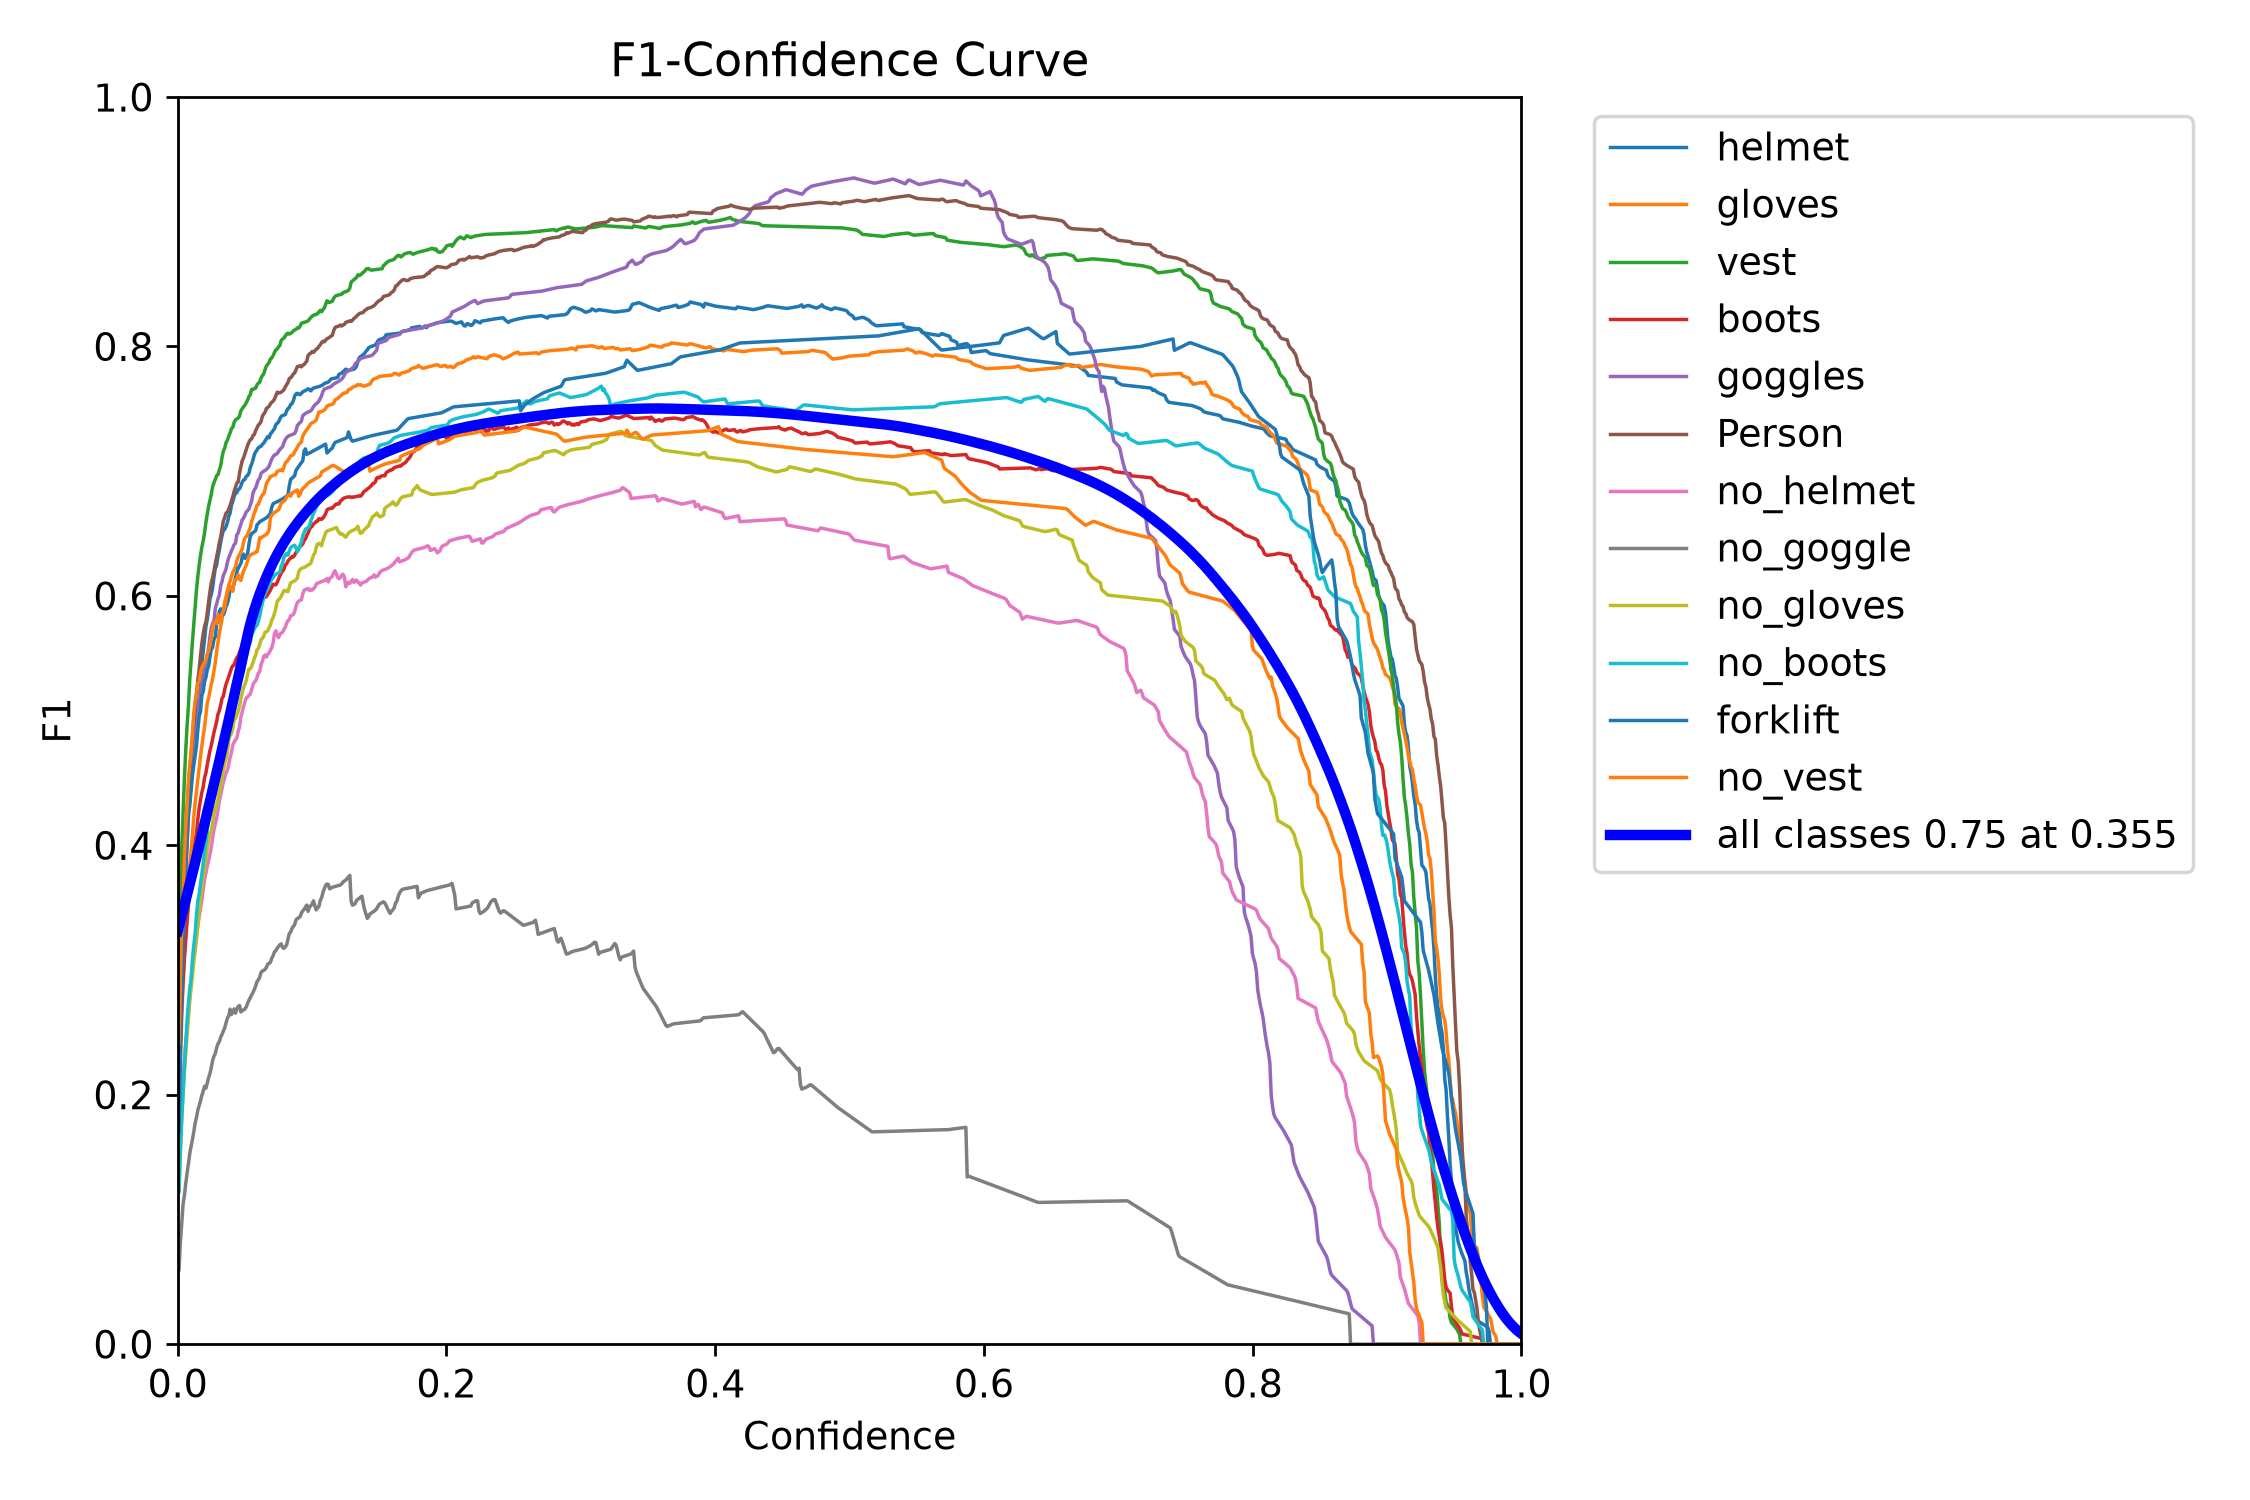 F1-Confidence Curve
1.0
0.8
0.6
0.4
0.2
0.0
F1
0.0 0.2 0.4 0.6 0.8 1.0
Confidence
helmet
gloves
vest
boots
goggles
Person
no_helmet
no_goggle
no_gloves
no_boots
forklift
no_vest
all classes 0.75 at 0.355